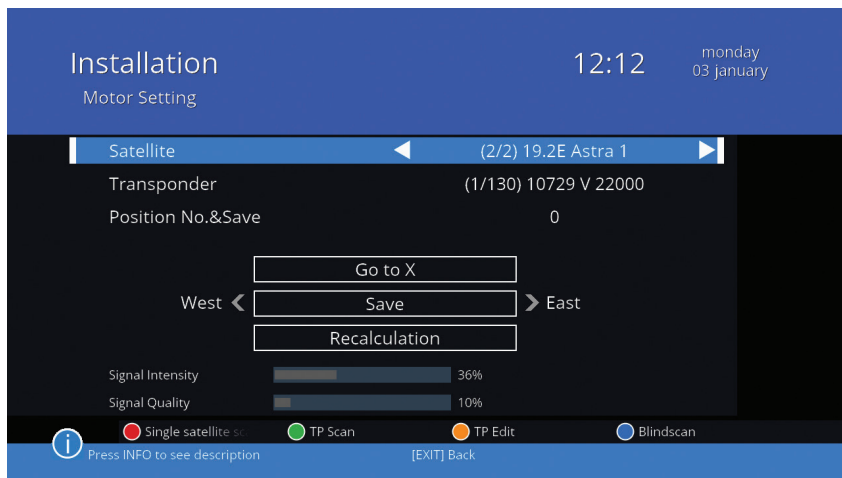 Installation
12:12
monday
03 january
Motor Setting
Satellite (2/2) 19.2E Astra 1
Transponder (1/130) 10729 V 22000
Position No.&Save 0
Go to X
West Save East
Recalculation
Signal Intensity 36%
Signal Quality 10%
Single satellite TP Scan TP Edit Blindscan
Press INFO to see description [EXIT] Back